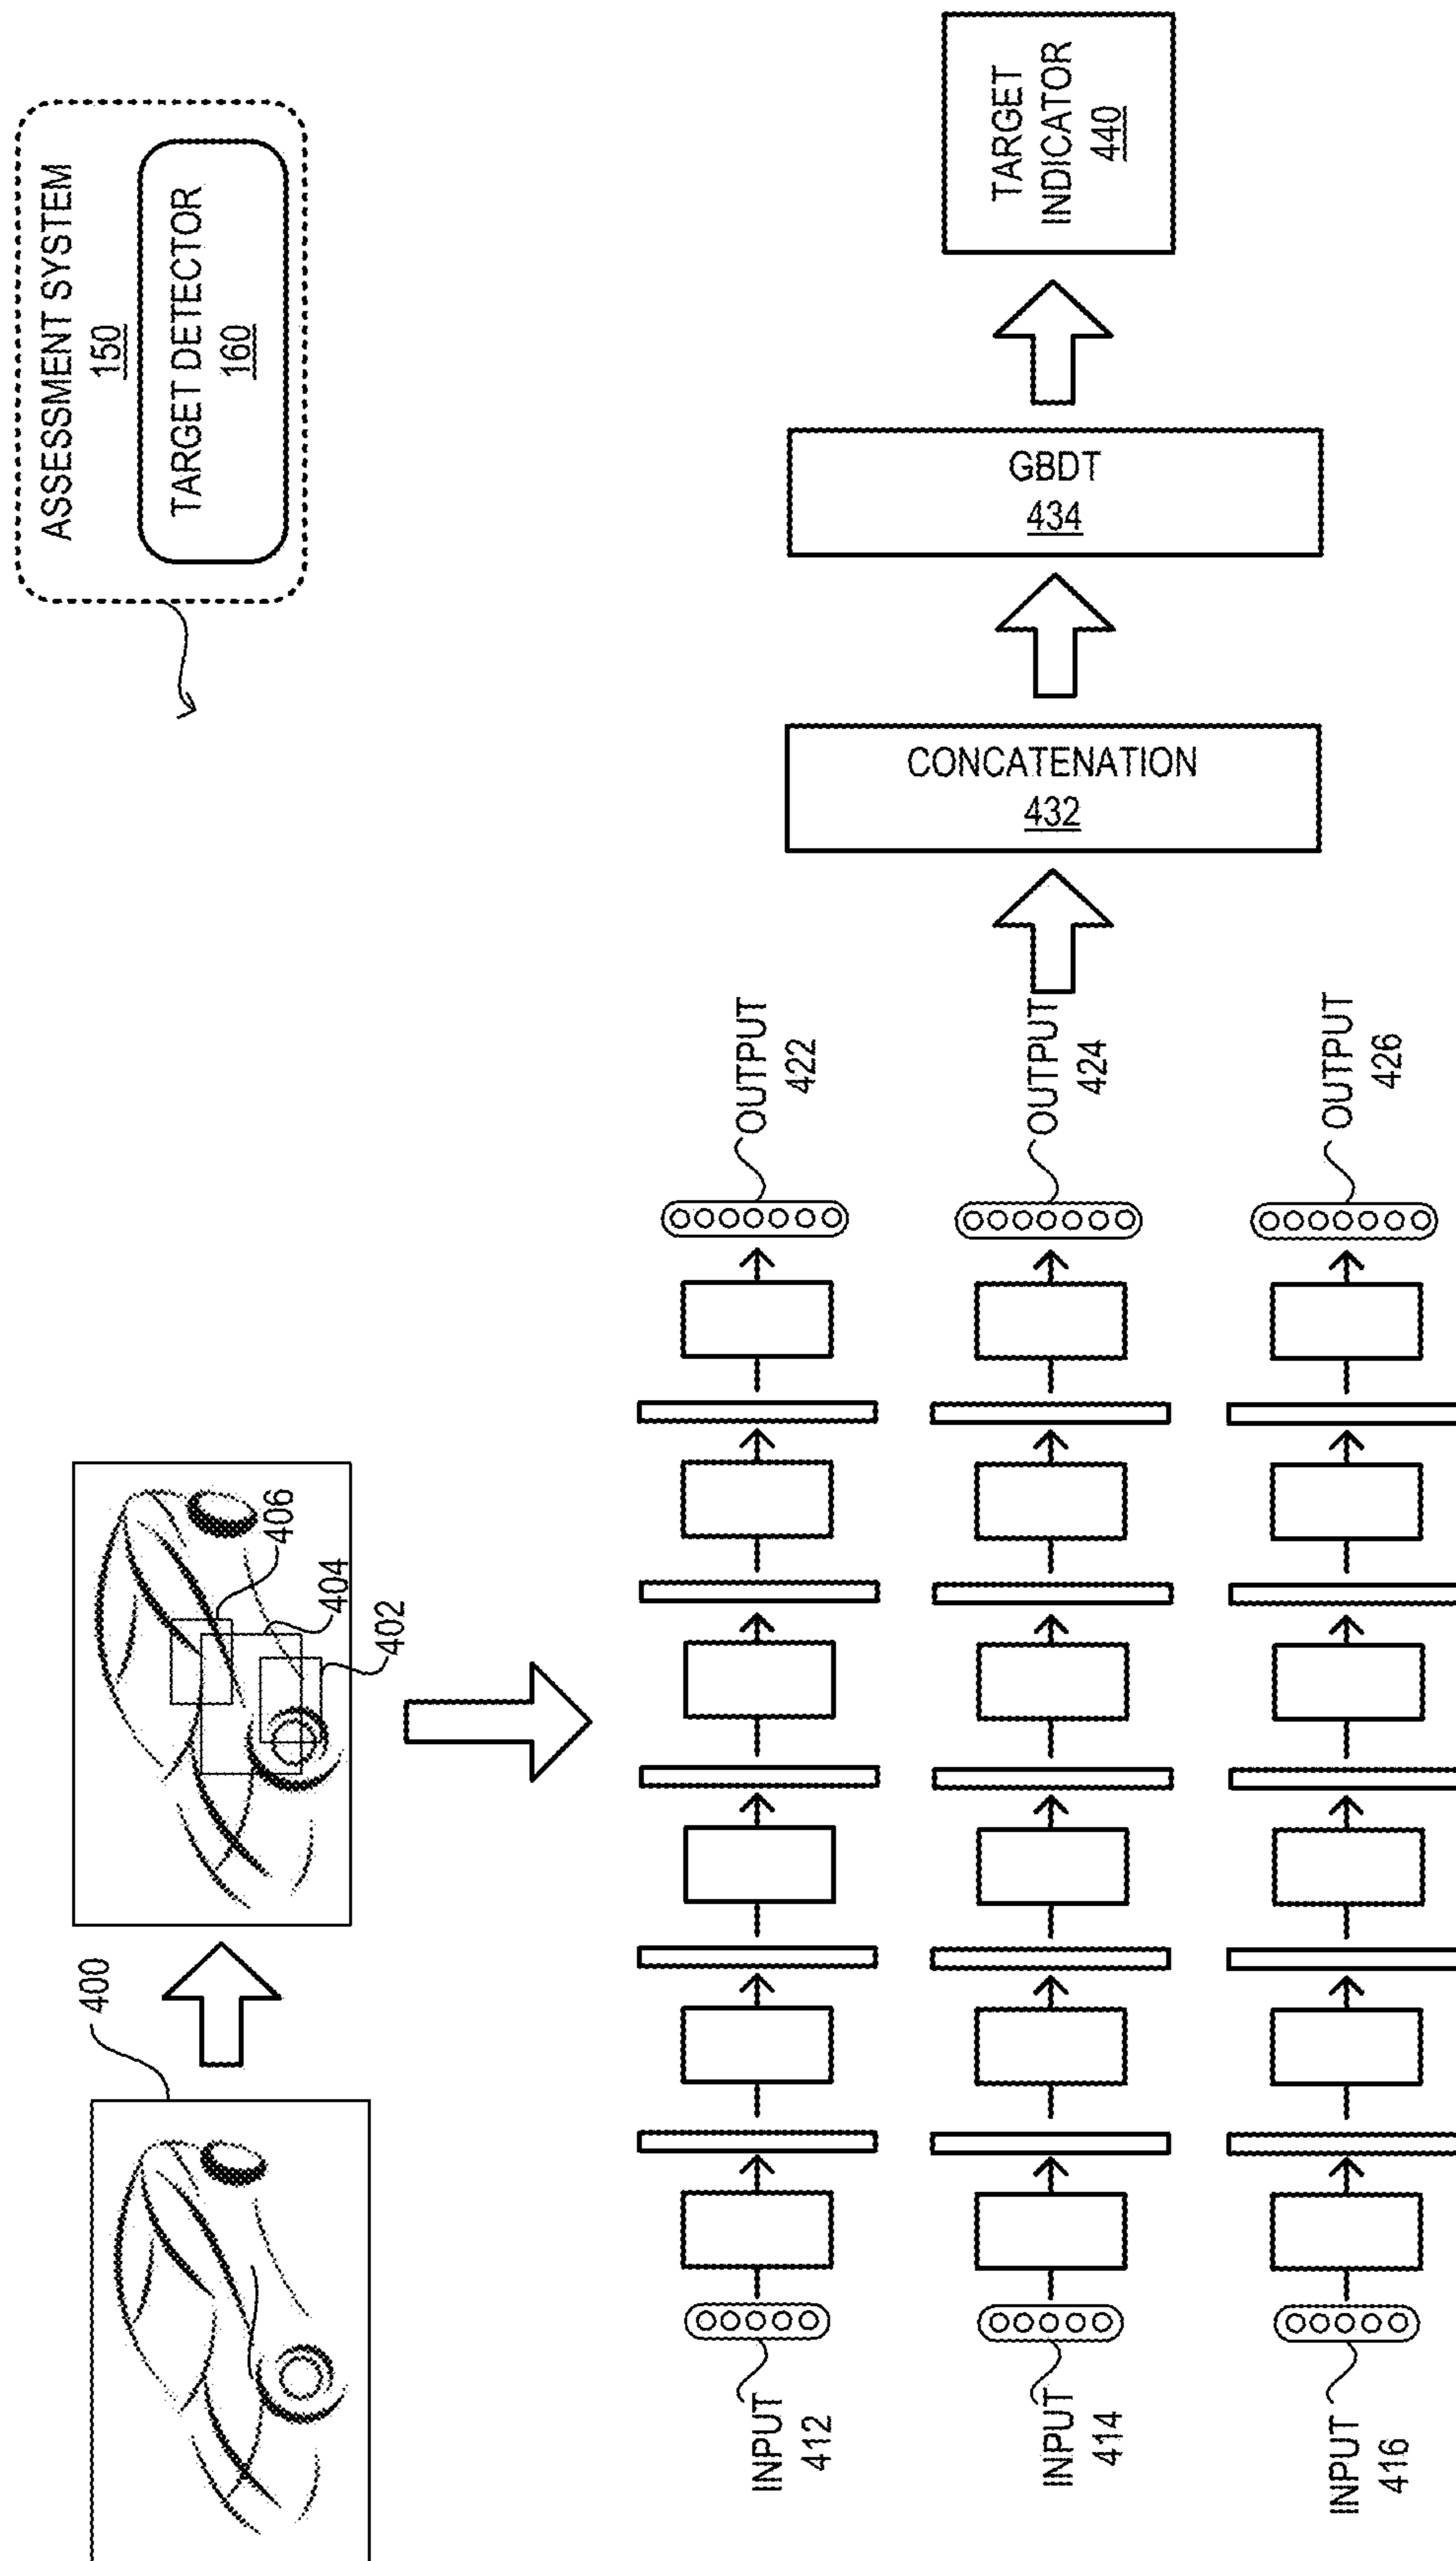 ASSESSMENT SYSTEM
150
TARGET DETECTOR
160
400
406
404
402
INPUT
412
OUTPUT
422
INPUT
414
OUTPUT
424
INPUT
416
OUTPUT
426
CONCATENATION
432
GBDT
434
TARGET
INDICATOR
440